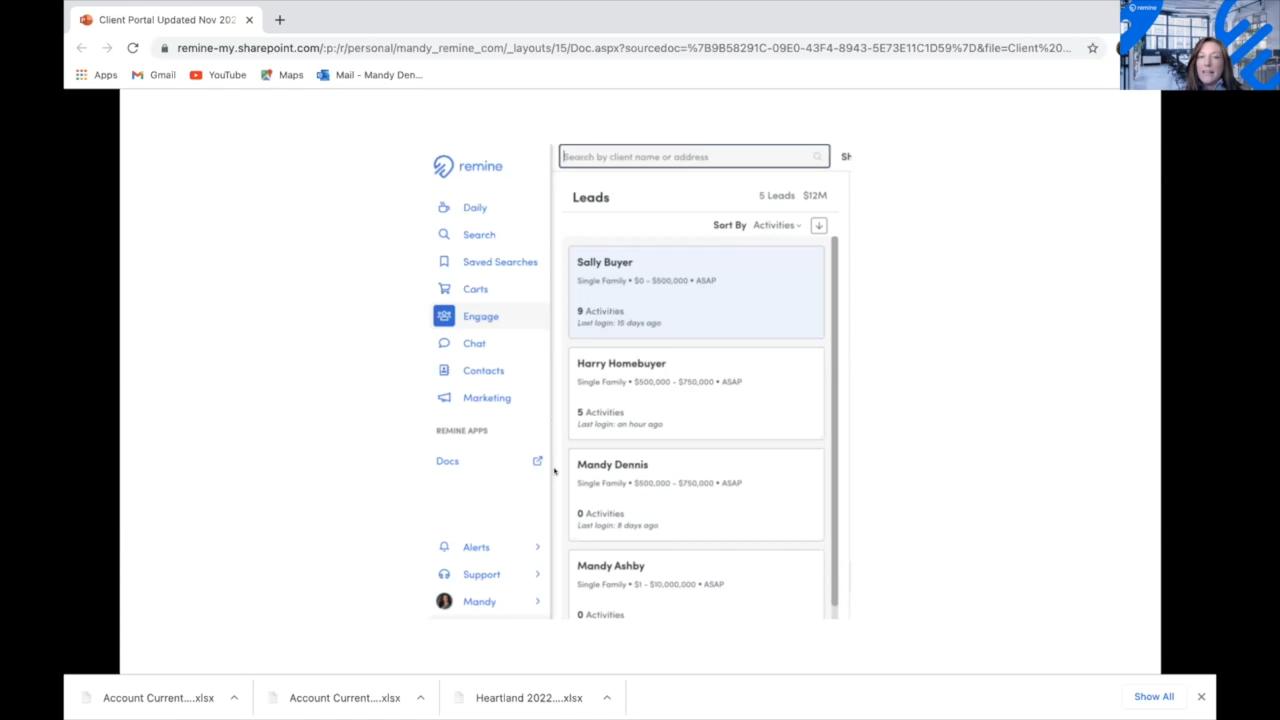 Client Portal Updated Nov 202
remine-my.sharepoint.com/:p:/r/personal/mandy_remine_com/_layouts/15/Doc.aspx?sourcedoc=%7B9B58291C-09E0-43F4-8943-5E73E11C1D59%7D&file=Client%20...
Apps
Gmail
YouTube
Maps
Mail - Mandy Den...
remine
remine
Daily
Search
Saved Searches
Carts
Engage
Chat
Contacts
Marketing
REMINE APPS
Docs
Alerts
Support
Mandy
Search by client name or address
SH
Leads
5 Leads $12M
Sort By Activities
Sally Buyer
Single Family • $0 - $500,000 • ASAP
9 Activities
Last login: 15 days ago
Harry Homebuyer
Single Family • $500,000 - $750,000 • ASAP
5 Activities
Last login: an hour ago
Mandy Dennis
Single Family • $500,000 - $750,000 • ASAP
0 Activities
Last login: 8 days ago
Mandy Ashby
Single Family • $1 - $10,000,000 • ASAP
0 Activities
Account Current....xlsx
Account Current....xlsx
Heartland 2022....xlsx
Show All